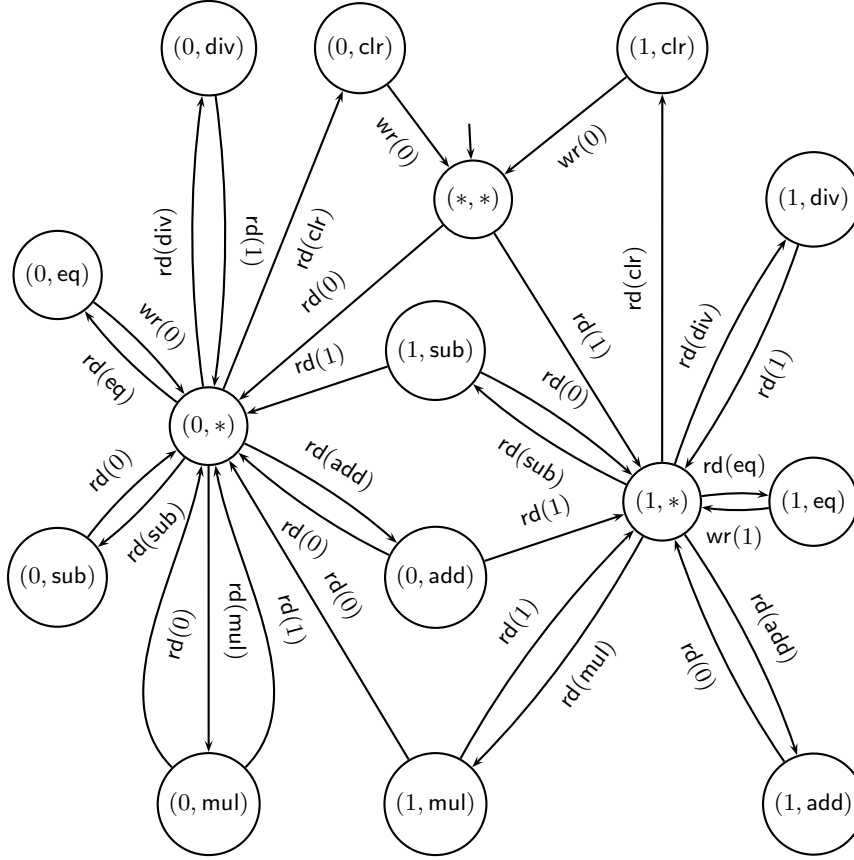 (0, div)
(0, clr)
(1, clr)
wr(0)
wr(0)
(∗, ∗)
(1, div)
rd(div)
rd(1)
rd(clr)
rd(0)
rd(clr)
(0, eq)
wr(0)
rd(eq)
rd(1)
(1, sub)
rd(1)
rd(0)
rd(div)
rd(1)
(0, ∗)
rd(0)
rd(sub)
rd(add)
rd(sub)
rd(eq)
(1, ∗)
(1, eq)
wr(1)
rd(1)
rd(0)
(0, sub)
(0, add)
rd(0)
rd(0)
rd(mul)
rd(1)
rd(1)
rd(mul)
rd(0)
rd(add)
(0, mul)
(1, mul)
(1, add)